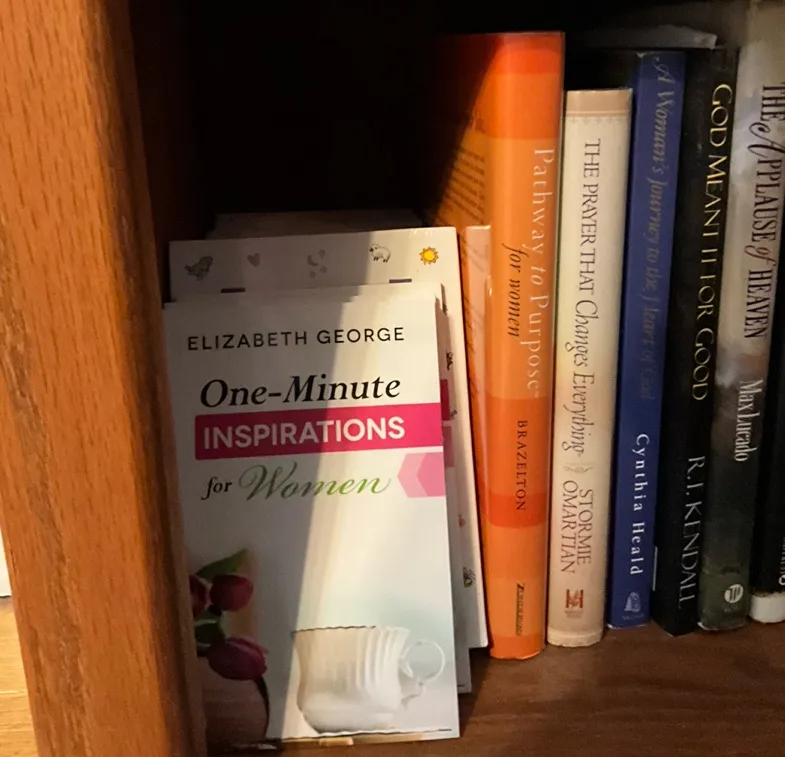 ELIZABETH GEORGE
One-Minute
INSPIRATIONS
for Women
Pathway to Purpose
for women
BRAZELTON
ZONDERVAN
THE PRAYER THAT Changes Everything
STORMIE
OMARTIAN
A Woman's Journey to the Heart of God
Cynthia Heald
GOD MEANT IT FOR GOOD
R.T. KENDALL
THE APPLAUSE of HEAVEN
Max Lucado